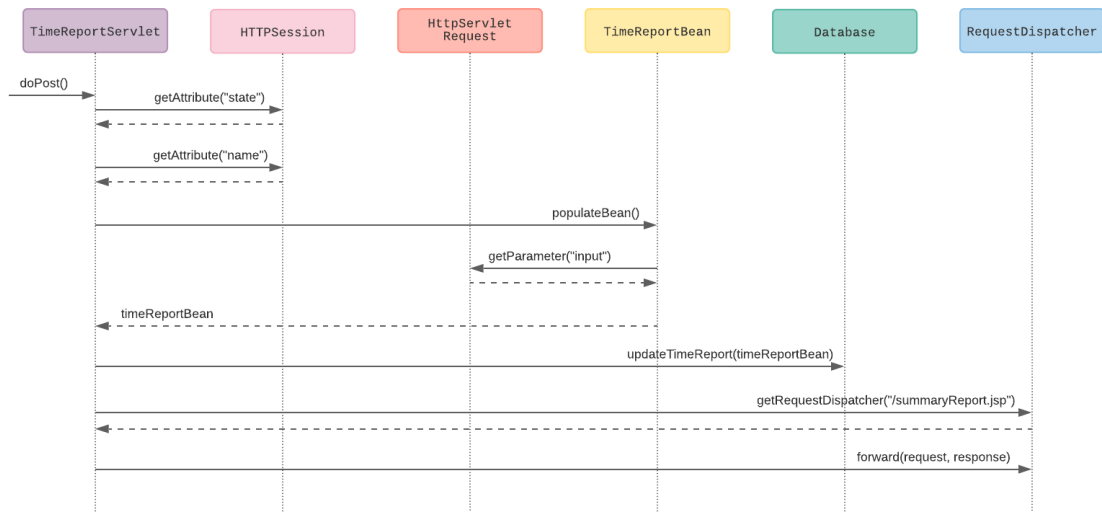 TimeReportServlet
HTTPSession
HttpServlet
Request
TimeReportBean
Database
RequestDispatcher
doPost()
getAttribute("state")
getAttribute("name")
populateBean()
getParameter("input")
timeReportBean
updateTimeReport(timeReportBean)
getRequestDispatcher("/summaryReport.jsp")
forward(request, response)